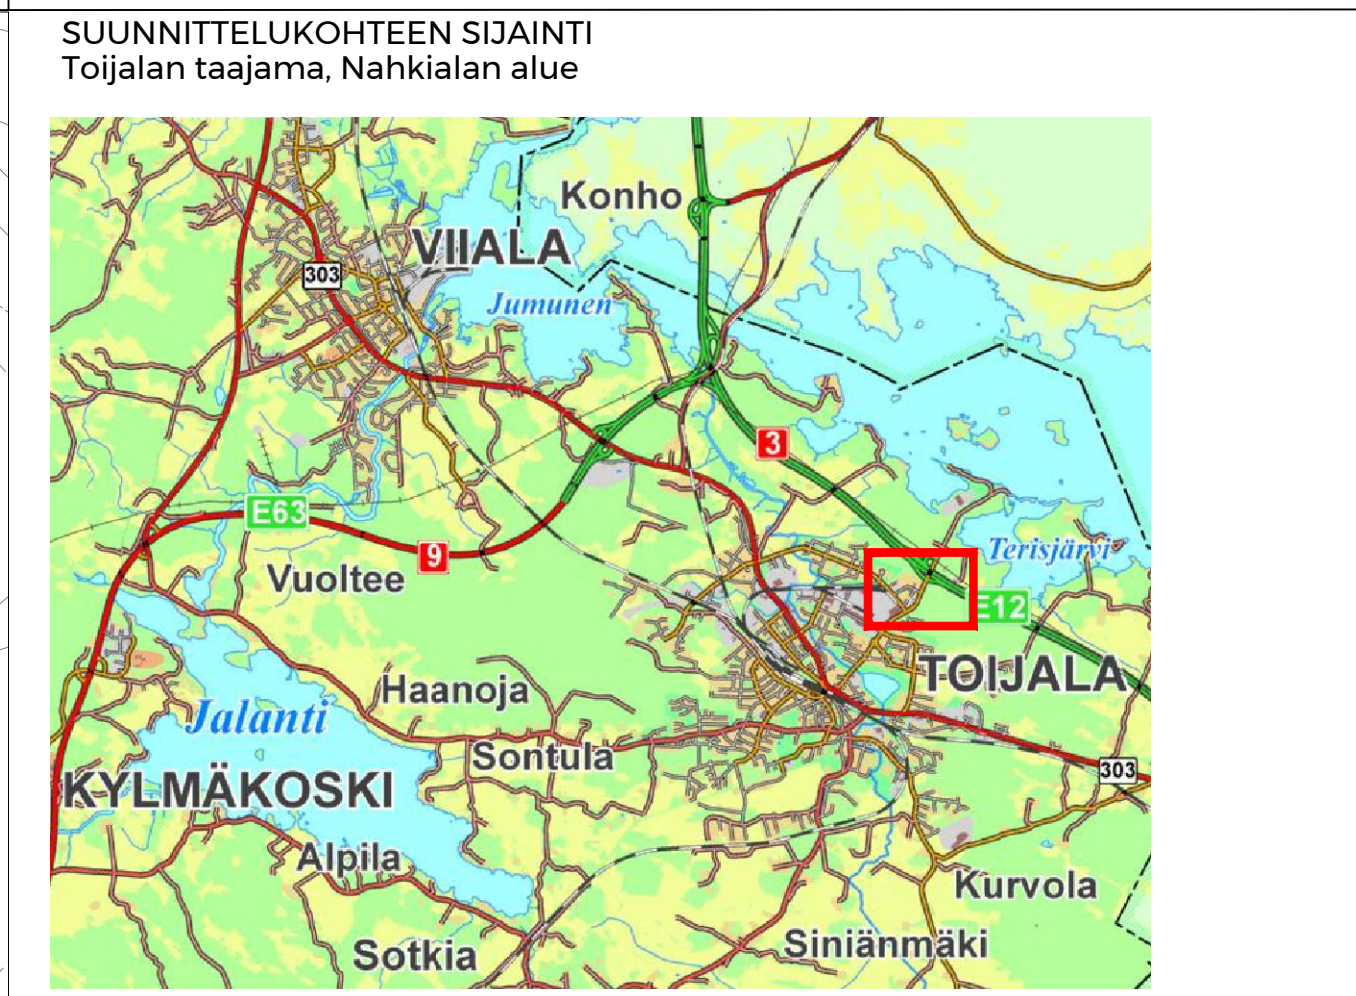 SUUNNITTELUKOHTEEN SIJAINTI
Toijalan taajama, Nahkialan alue
Konho
VIIALA
303
Jumunen
3
E63
9
Terisjärvi
Vuoltee
E12
TOIJALA
Haanoja
Jalanti
Sontula
303
KYLMÄKOSKI
Alpila
Kurvola
Sotkia
Siniänmäki